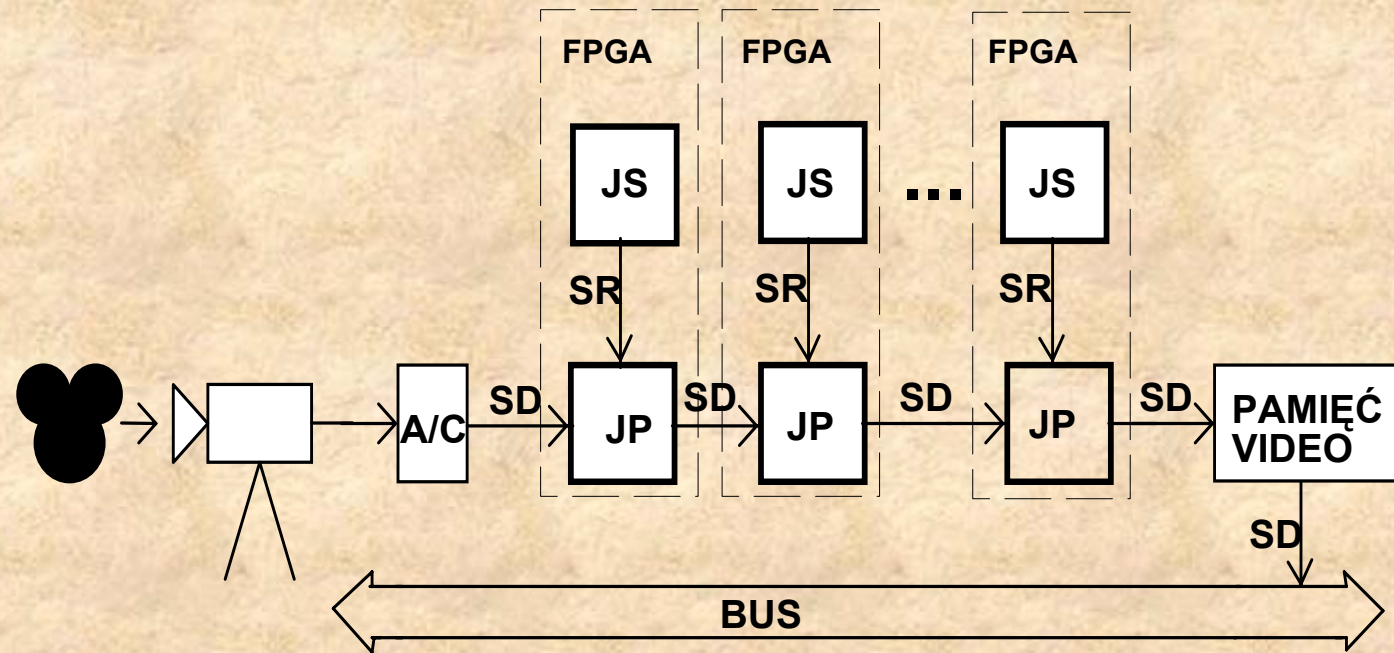 FPGA
FPGA
FPGA
JS
JS
...
JS
SR
SR
SR
A/C
SD
JP
SD
JP
SD
JP
SD
PAMIĘĆ
VIDEO
SD
BUS